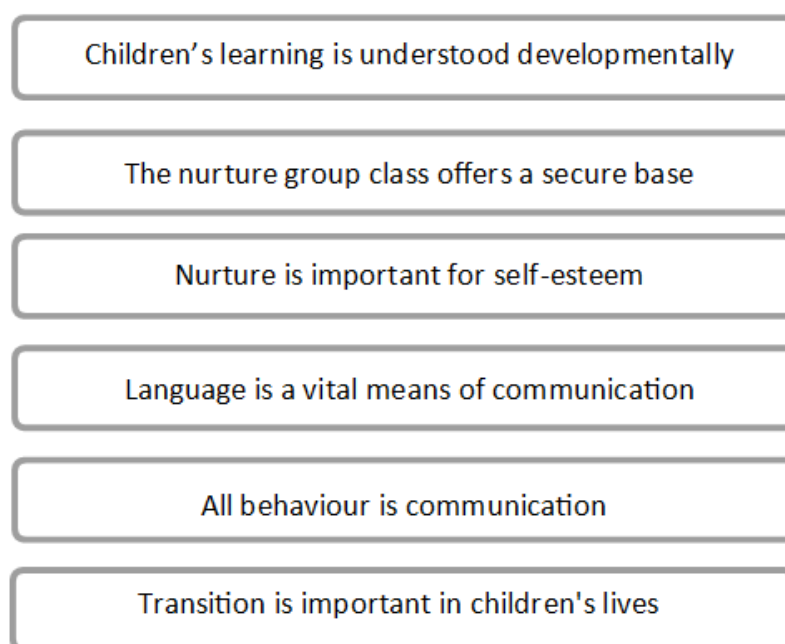 Children’s learning is understood developmentally
The nurture group class offers a secure base
Nurture is important for self-esteem
Language is a vital means of communication
All behaviour is communication
Transition is important in children's lives